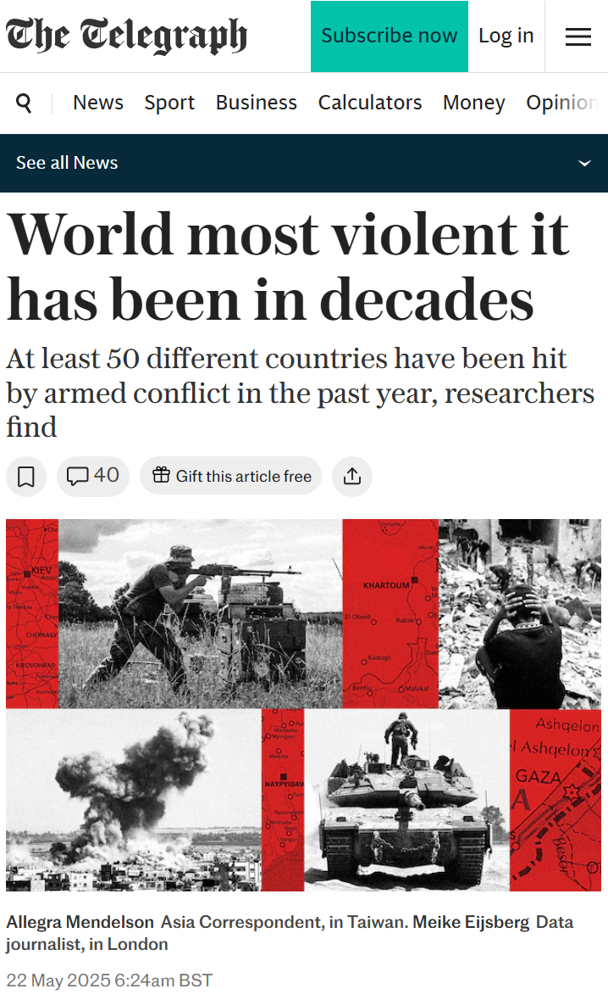 The Telegraph
Subscribe now
Log in
News Sport Business Calculators Money Opinion
See all News
World most violent it
has been in decades
At least 50 different countries have been hit
by armed conflict in the past year, researchers
find
40
Gift this article free
KIEV
CHERKASY
KIROVOHRAD
KHARTOUM
El Obeid
Rabak
Kadugli
Bentiu
Malakal
NAYPYIDAW
Ashqelon
Ashqelon
GAZA
A
Besor
Allegra Mendelson Asia Correspondent, in Taiwan. Meike Eijsberg Data
journalist, in London
22 May 2025 6:24am BST